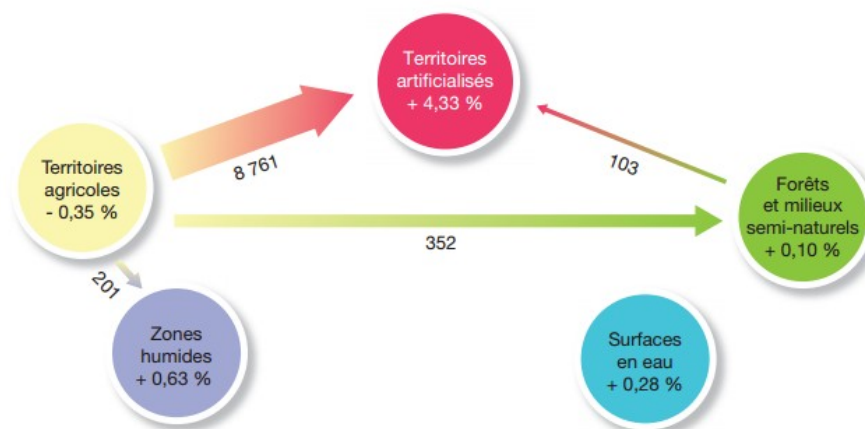 Territoires
artificialisés
+ 4,33 %
8 761
103
Territoires
agricoles
- 0,35 %
Forêts
et milieux
semi-naturels
+ 0,10 %
352
201
Zones
humides
+ 0,63 %
Surfaces
en eau
+ 0,28 %